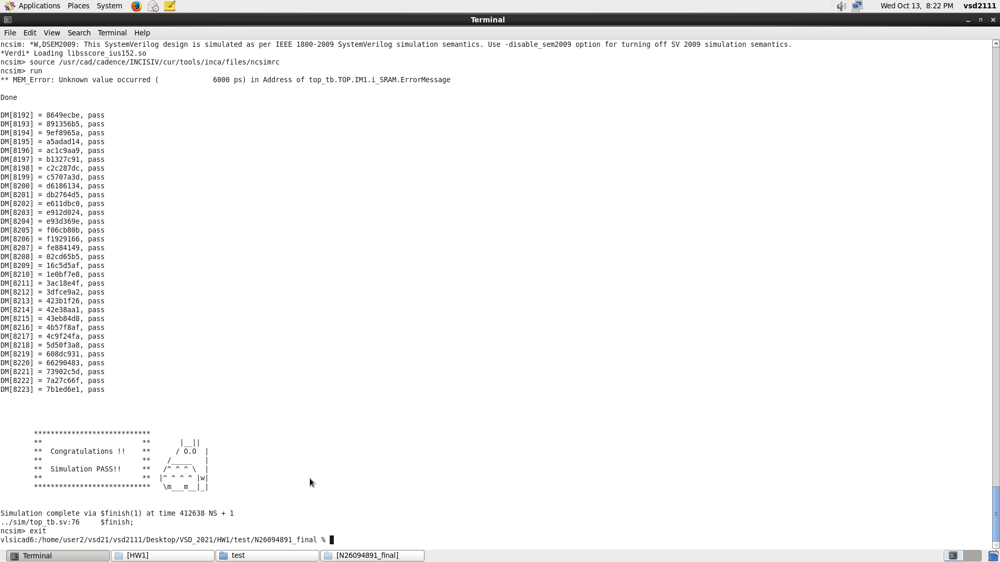 Applications Places System Wed Oct 13, 8:22 PM vsd2111
Terminal
File Edit View Search Terminal Help
ncsim: *W,DSEM2009: This SystemVerilog design is simulated as per IEEE 1800-2009 SystemVerilog simulation semantics. Use -disable_sem2009 option for turning off SV 2009 simulation semantics.
*Verdi* Loading libsscore_ius152.so
ncsim> source /usr/cad/cadence/INCISIV/cur/tools/inca/files/ncsimrc
ncsim> run
** MEM_Error: Unknown value occurred (             6000 ps) in Address of top_tb.TOP.IM1.i_SRAM.ErrorMessage
Done
DM[8192] = 8649ecbe, pass
DM[8193] = 891356b5, pass
DM[8194] = 9ef8965a, pass
DM[8195] = a5adad14, pass
DM[8196] = ac1c9aa9, pass
DM[8197] = b1327c91, pass
DM[8198] = c2c287dc, pass
DM[8199] = c5707a3d, pass
DM[8200] = d6186134, pass
DM[8201] = db2764d5, pass
DM[8202] = e611dbc0, pass
DM[8203] = e912d024, pass
DM[8204] = e93d369e, pass
DM[8205] = f06cb80b, pass
DM[8206] = f1929166, pass
DM[8207] = fe884149, pass
DM[8208] = 02cd65b5, pass
DM[8209] = 16c5d5af, pass
DM[8210] = 1e0bf7e8, pass
DM[8211] = 3ac18e4f, pass
DM[8212] = 3dfce9a2, pass
DM[8213] = 423b1f26, pass
DM[8214] = 42e38aa1, pass
DM[8215] = 43eb84d8, pass
DM[8216] = 4b57f8af, pass
DM[8217] = 4c9f24fa, pass
DM[8218] = 5d50f3a8, pass
DM[8219] = 608dc931, pass
DM[8220] = 66290483, pass
DM[8221] = 73902c5d, pass
DM[8222] = 7a27c66f, pass
DM[8223] = 7b1ed6e1, pass
        ****************************
        **                        **       |__||
        **  Congratulations !!    **      / O.O  |
        **                        **    /_____   |
        **  Simulation PASS!!     **   /^ ^ ^ \  |
        **                        **  |^ ^ ^ ^ |w|
        ****************************   \m___m__|_|
Simulation complete via $finish(1) at time 412638 NS + 1
../sim/top_tb.sv:76     $finish;
ncsim> exit
vlsicad6:/home/user2/vsd21/vsd2111/Desktop/VSD_2021/HW1/test/N26094891_final %
Terminal [HW1] test [N26094891_final]